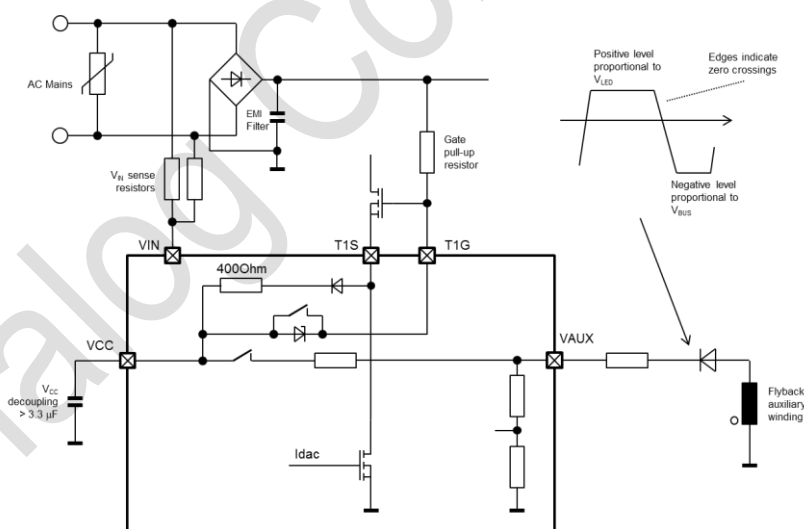 AC Mains
EMI
Filter
Gate
pull-up
resistor
Positive level
proportional to
VLED
Edges indicate
zero crossings
Negative level
proportional to
VBUS
VIN sense
resistors
VIN
T1S
T1G
400Ohm
VCC
VAUX
VCC
decoupling
> 3.3 μF
Idac
Flyback
auxiliary
winding